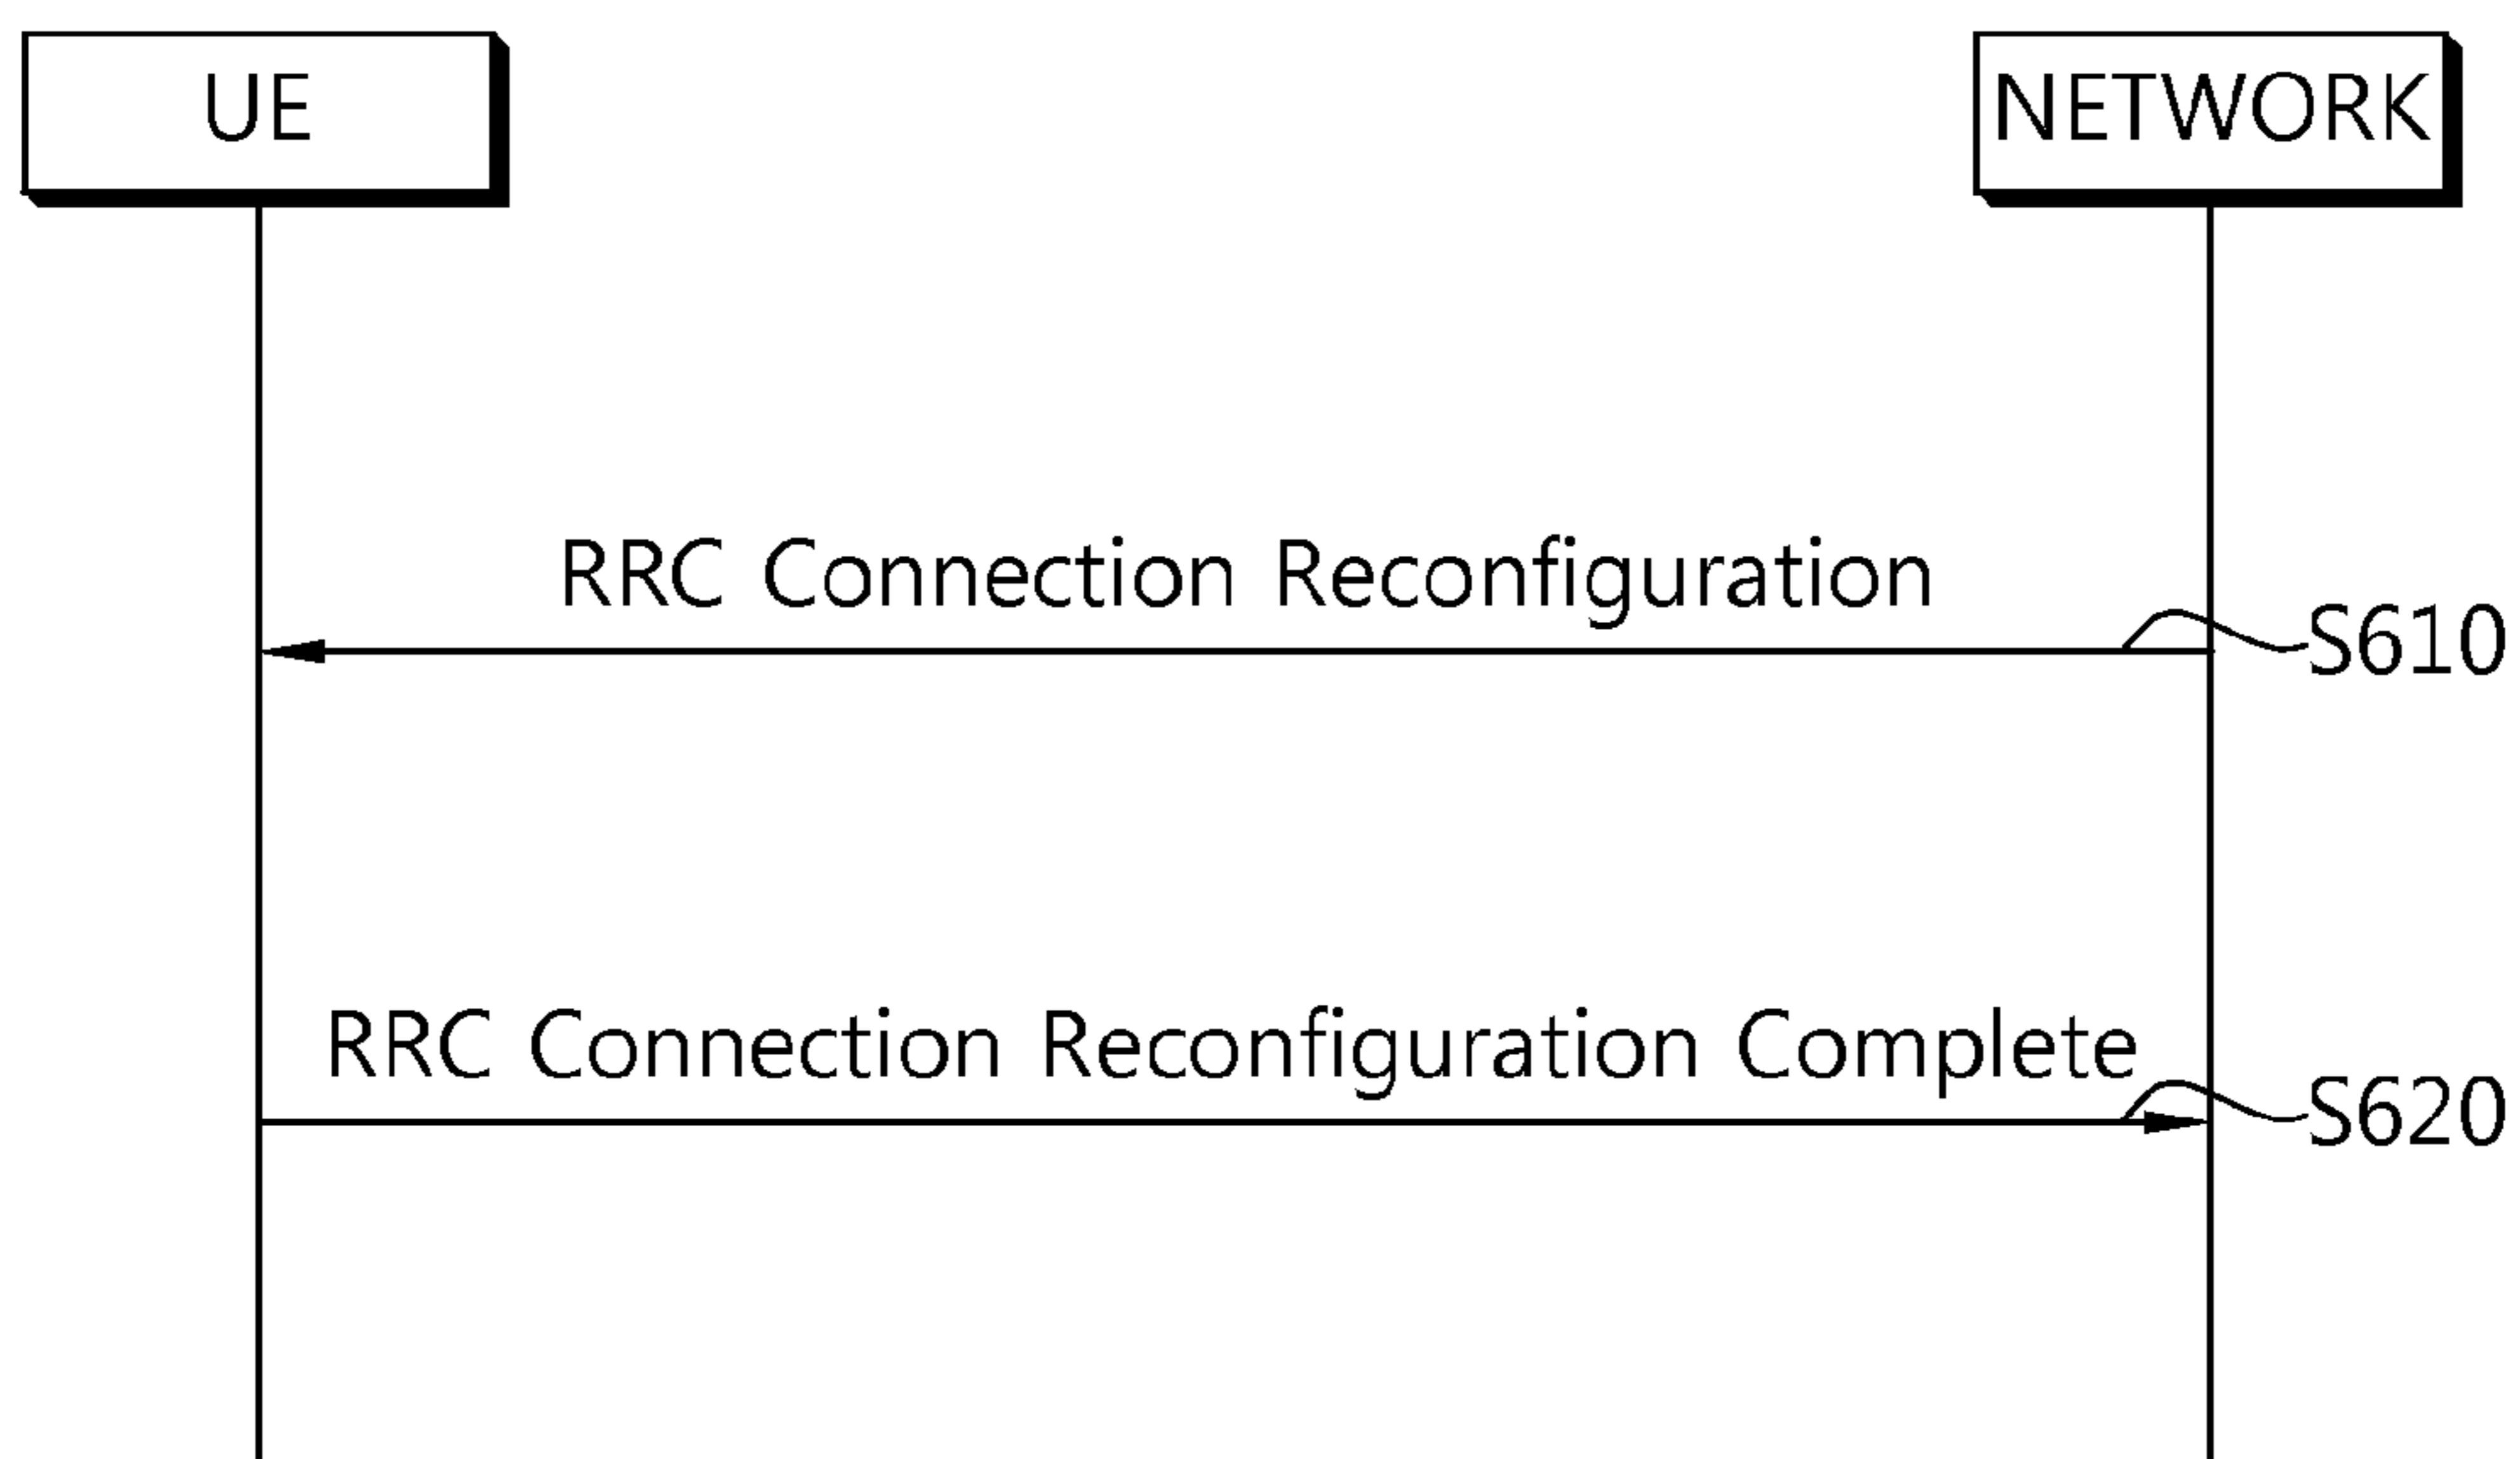 UE
NETWORK
RRC Connection Reconfiguration
S610
RRC Connection Reconfiguration Complete
S620